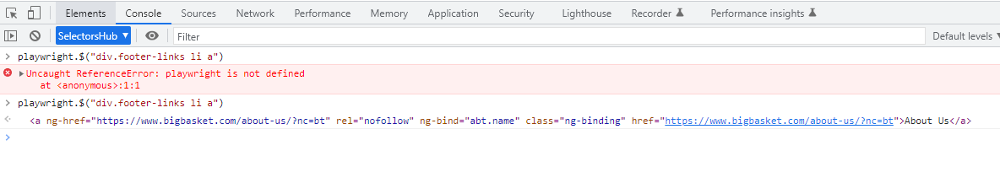 Elements Console Sources Network Performance Memory Application Security Lighthouse Recorder Performance insights
SelectorsHub Filter Default levels
playwright.$("div.footer-links li a")
Uncaught ReferenceError: playwright is not defined
at <anonymous>:1:1
playwright.$("div.footer-links li a")
<a ng-href="https://www.bigbasket.com/about-us/?nc=bt" rel="nofollow" ng-bind="abt.name" class="ng-binding" href="https://www.bigbasket.com/about-us/?nc=bt">About Us</a>